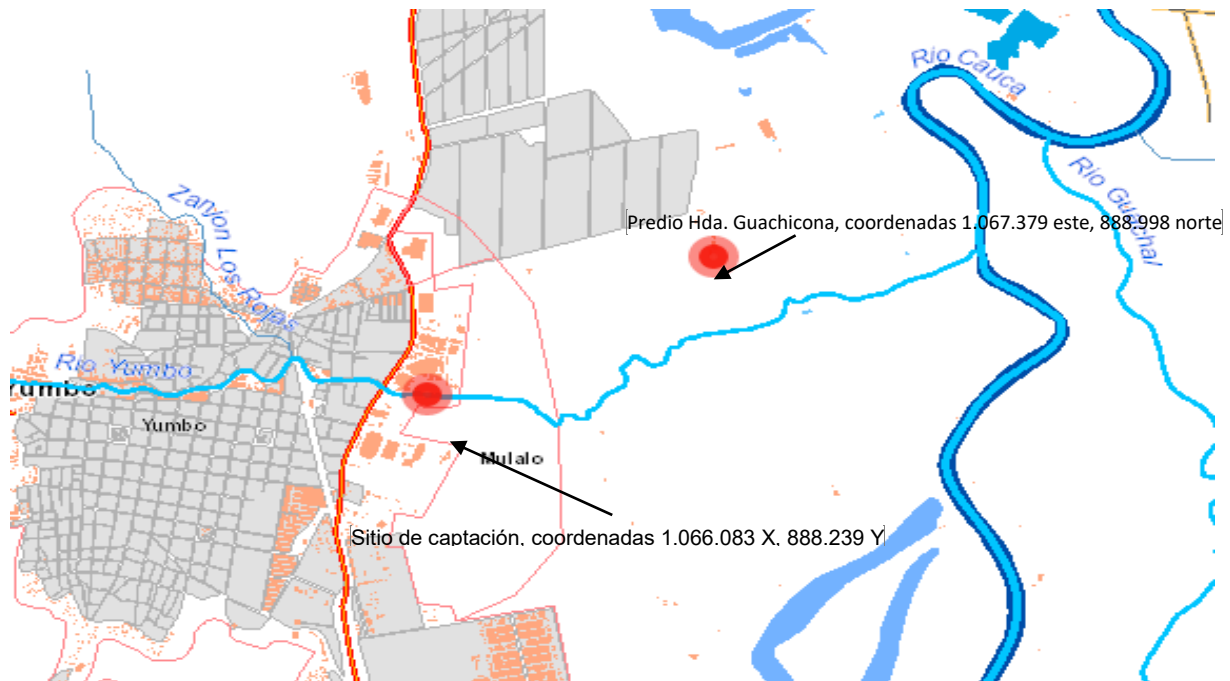 Rio Cauca
Rio Guachal
Zanjon Los Rojas
Predio Hda. Guachicona, coordenadas 1.067.379 este, 888.998 norte
Rio Yumbo
Yumbo
Yumbo
Mulalo
Sitio de captación, coordenadas 1.066.083 X, 888.239 Y